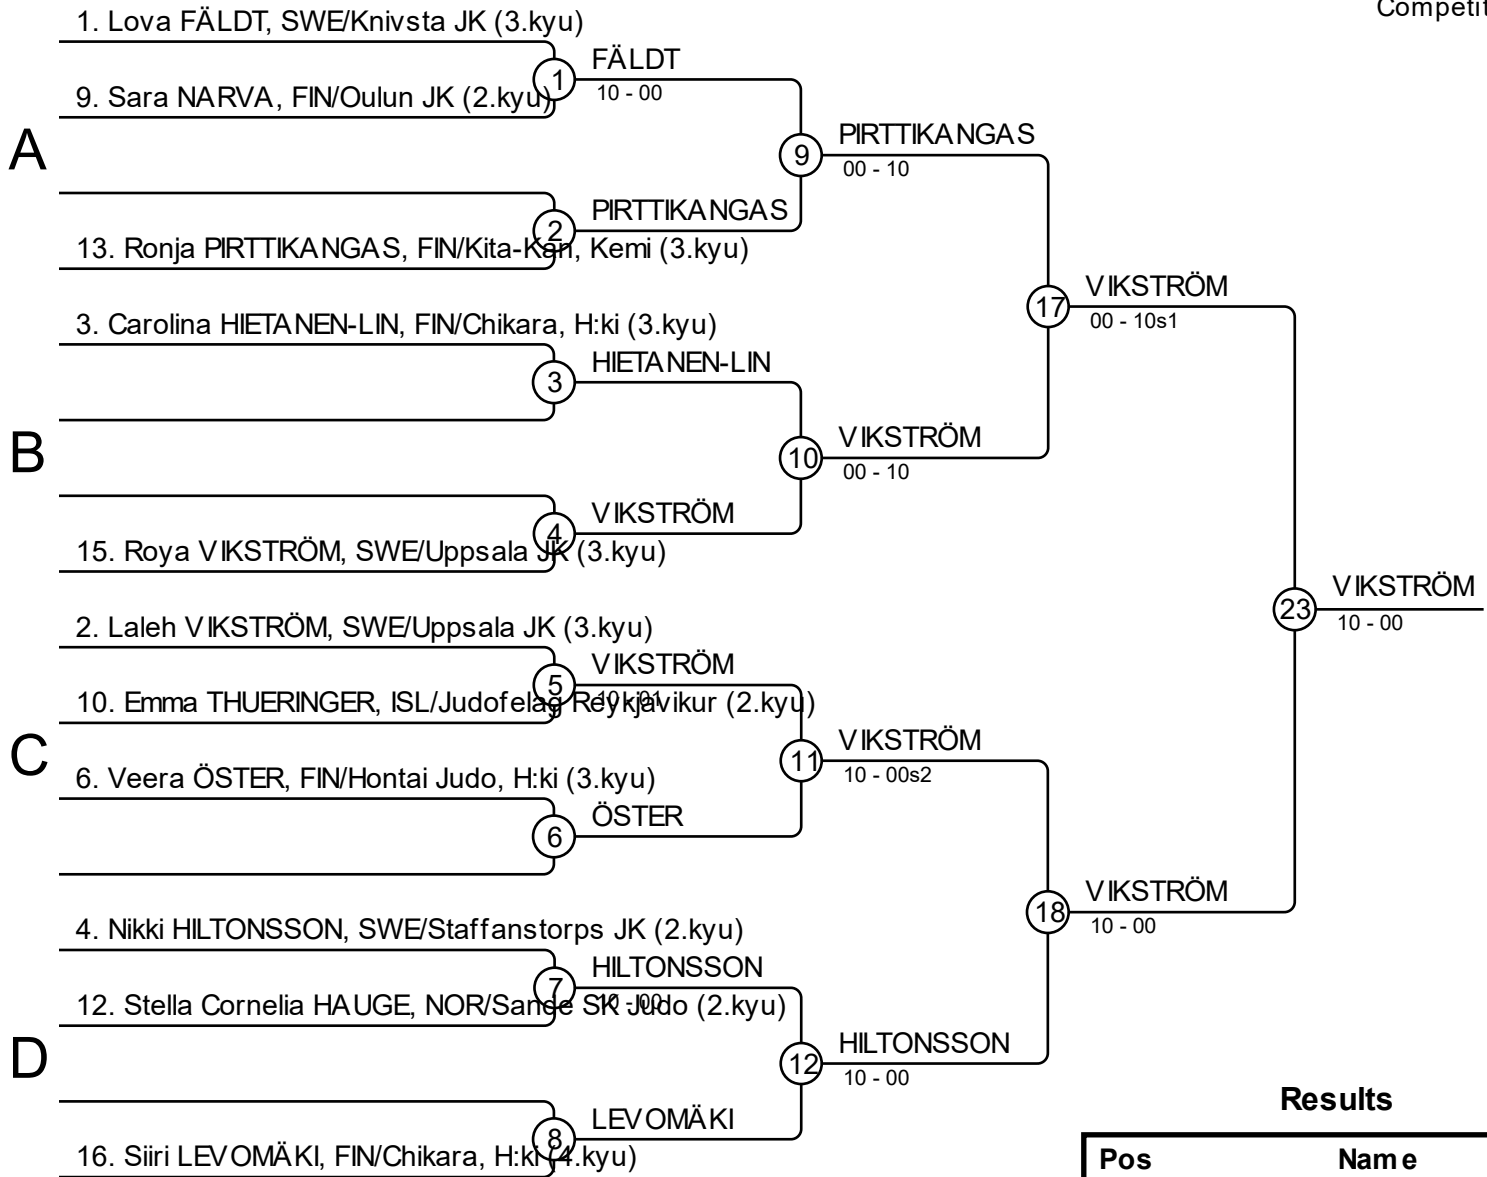 Competit
1. Lova FÄLDT, SWE/Knivsta JK (3.kyu)
1
FÄLDT
10 - 00
9. Sara NARVA, FIN/Oulun JK (2.kyu)
A
9
PIRTTIKANGAS
00 - 10
2
PIRTTIKANGAS
13. Ronja PIRTTIKANGAS, FIN/Kita-Kan, Kemi (3.kyu)
17
VIKSTRÖM
00 - 10s1
3. Carolina HIETANEN-LIN, FIN/Chikara, H:ki (3.kyu)
3
HIETANEN-LIN
B
10
VIKSTRÖM
00 - 10
4
VIKSTRÖM
15. Roya VIKSTRÖM, SWE/Uppsala JK (3.kyu)
23
VIKSTRÖM
10 - 00
2. Laleh VIKSTRÖM, SWE/Uppsala JK (3.kyu)
5
VIKSTRÖM
10 - 01
10. Emma THUERINGER, ISL/Judofelag Reykjavikur (2.kyu)
C
11
VIKSTRÖM
10 - 00s2
6. Veera ÖSTER, FIN/Hontai Judo, H:ki (3.kyu)
6
ÖSTER
18
VIKSTRÖM
10 - 00
4. Nikki HILTONSSON, SWE/Staffanstorps JK (2.kyu)
7
HILTONSSON
10 - 00
12. Stella Cornelia HAUGE, NOR/Sande SK Judo (2.kyu)
D
12
HILTONSSON
10 - 00
8
LEVOMÄKI
16. Siiri LEVOMÄKI, FIN/Chikara, H:ki (4.kyu)
Results
Pos Name